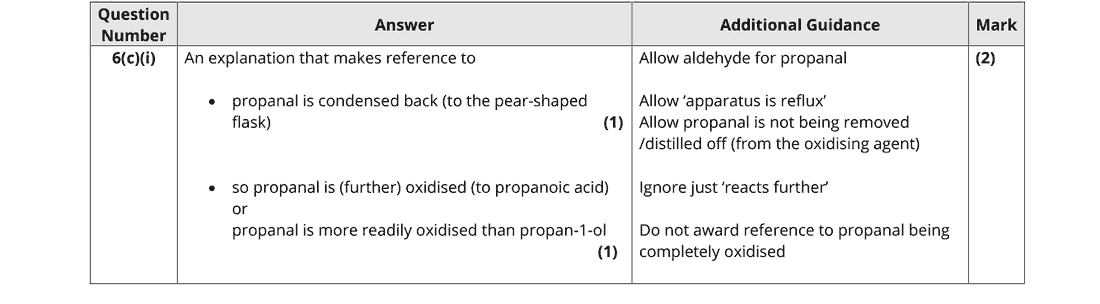 Question Number
Answer
Additional Guidance
Mark
6(c)(i)
An explanation that makes reference to
• propanal is condensed back (to the pear-shaped
flask) (1)
• so propanal is (further) oxidised (to propanoic acid)
or
propanal is more readily oxidised than propan-1-ol
(1)
Allow aldehyde for propanal
Allow ‘apparatus is reflux’
Allow propanal is not being removed
/distilled off (from the oxidising agent)
Ignore just ‘reacts further’
Do not award reference to propanal being
completely oxidised
(2)